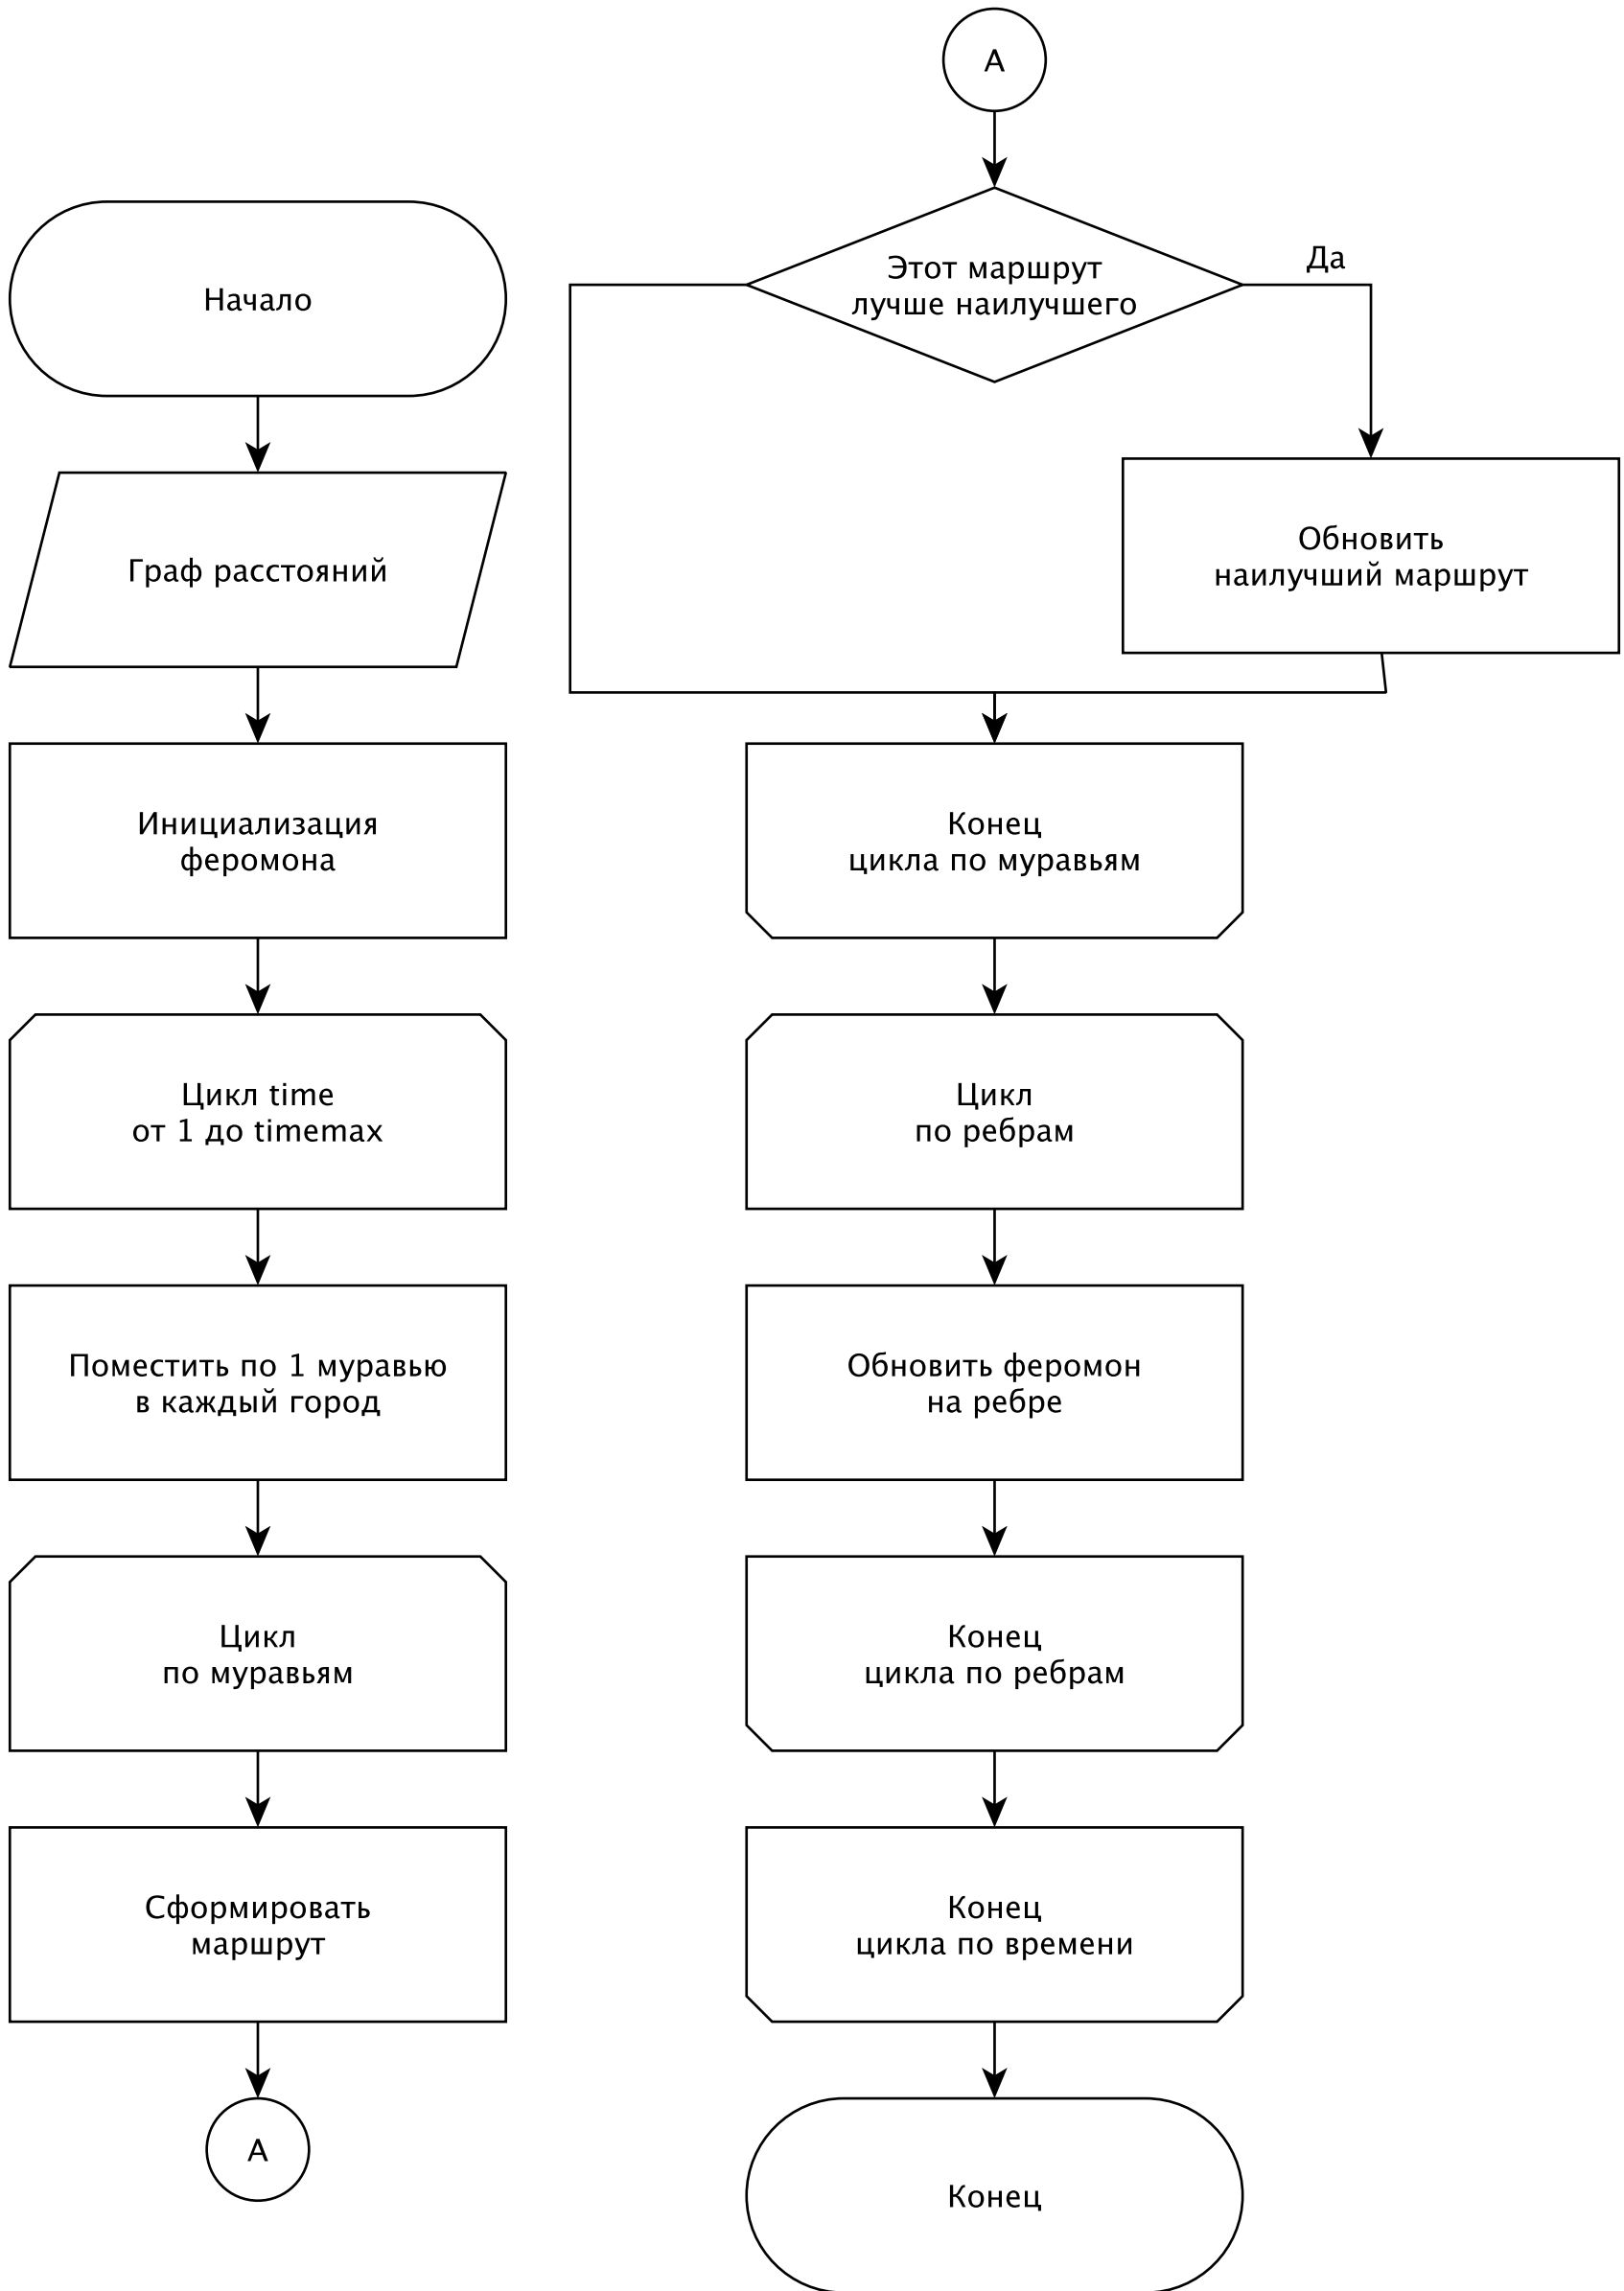 Начало
Граф расстояний
Инициализация
феромона
Цикл time
от 1 до timemax
Поместить по 1 муравью
в каждый город
Цикл
по муравьям
Сформировать
маршрут
А
А
Этот маршрут
лучше наилучшего
Да
Обновить
наилучший маршрут
Конец
цикла по муравьям
Цикл
по ребрам
Обновить феромон
на ребре
Конец
цикла по ребрам
Конец
цикла по времени
Конец